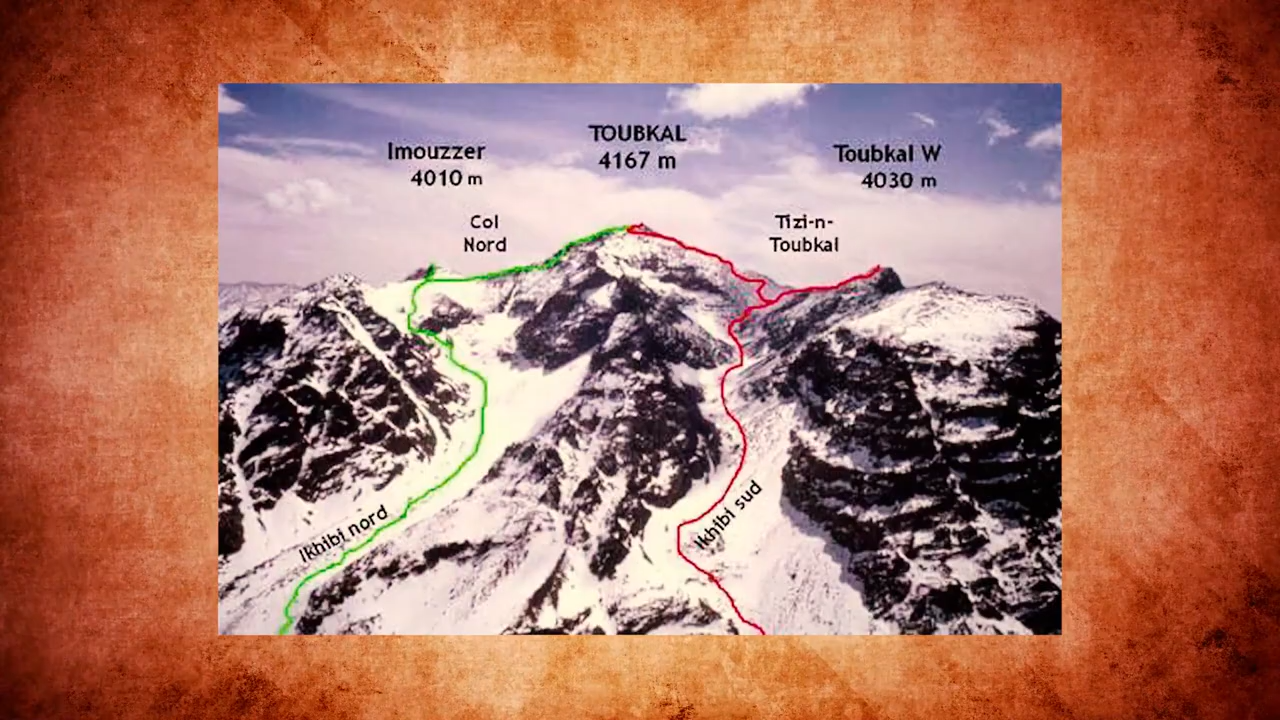 Imouzzer
4010 m
TOUBKAL
4167 m
Toubkal W
4030 m
Col
Nord
Tizi-n-
Toubkal
Ikhibi nord
Ikhibi sud